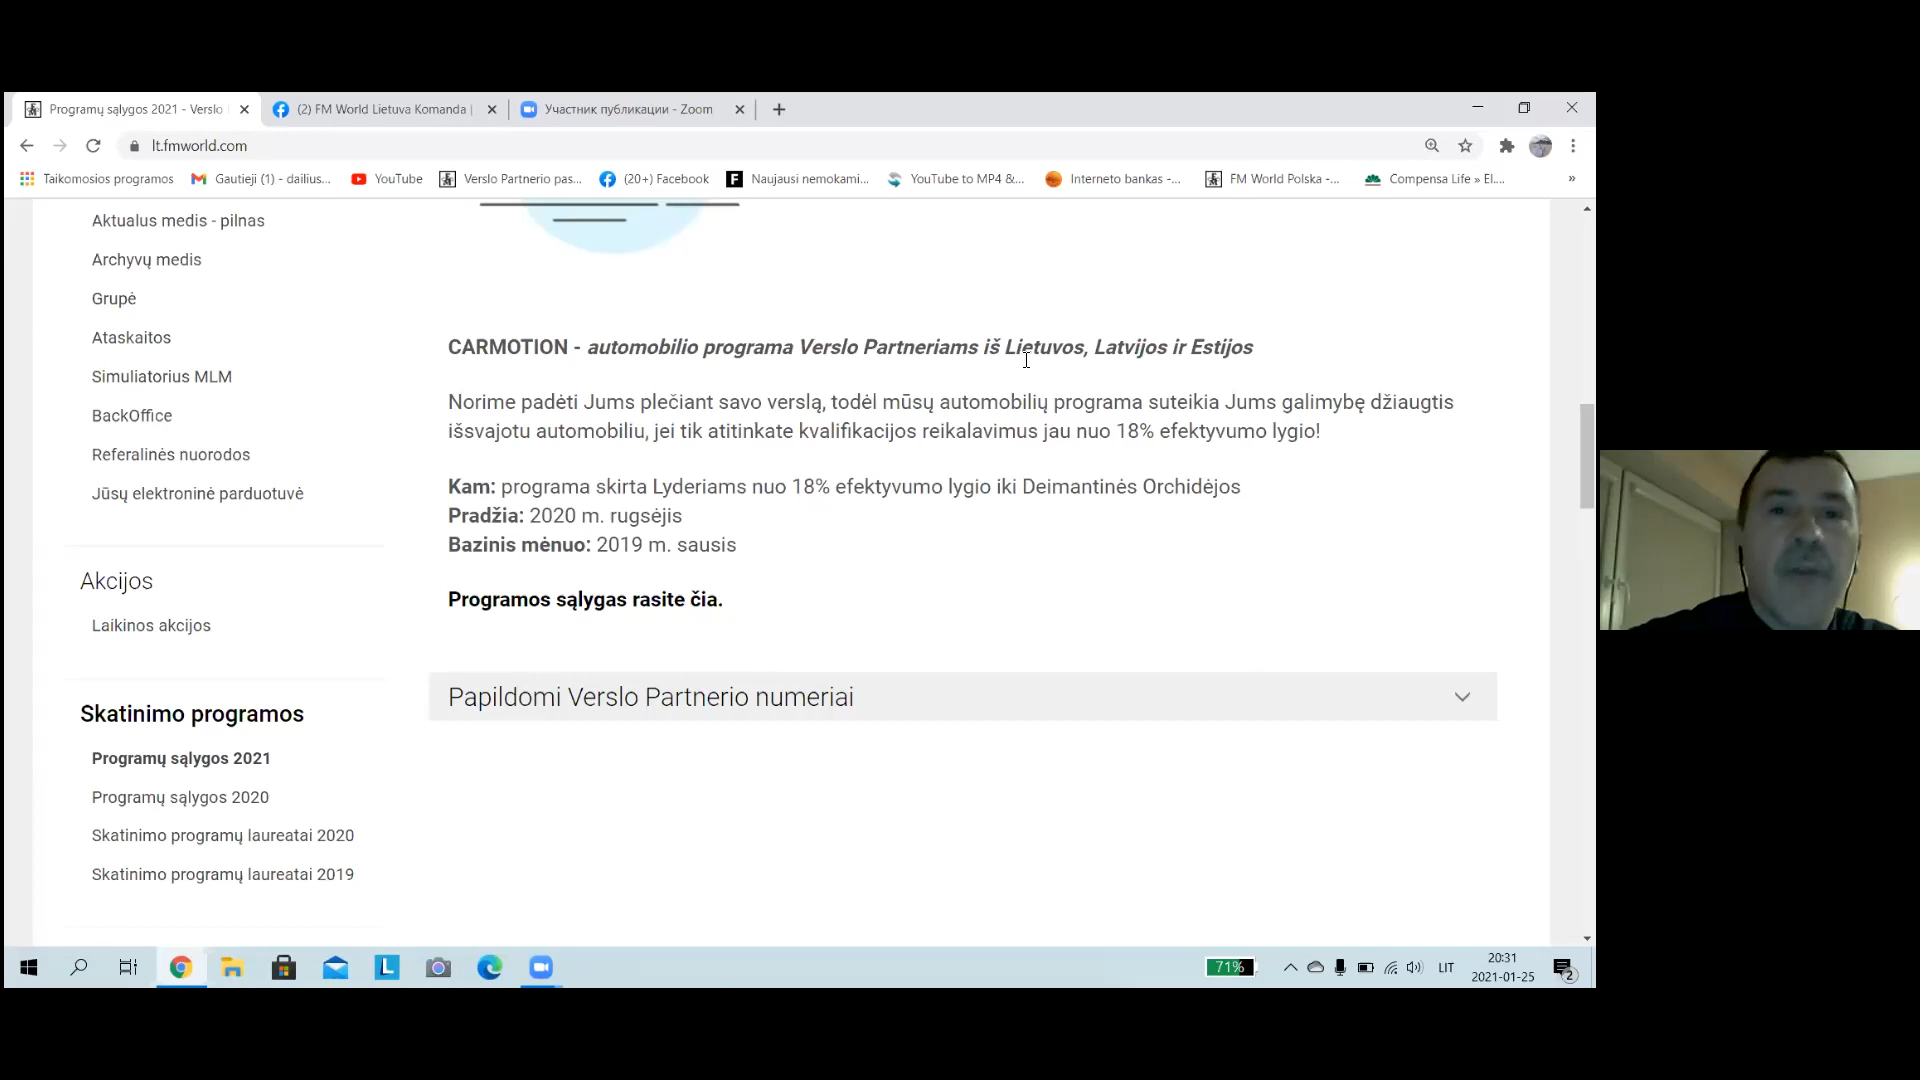 Programų sąlygos 2021 - Verslo
(2) FM World Lietuva Komanda |
Участник публикации - Zoom
lt.fmworld.com
Taikomosios programos
Gautieji (1) - dailius...
YouTube
Verslo Partnerio pas...
(20+) Facebook
Naujausi nemokami...
YouTube to MP4 &...
Interneto bankas -...
FM World Polska -...
Compensa Life » El....
»
Aktualus medis - pilnas
Archyvų medis
Grupė
Ataskaitos
Simuliatorius MLM
BackOffice
Referalinės nuorodos
Jūsų elektroninė parduotuvė
Akcijos
Laikinos akcijos
Skatinimo programos
Programų sąlygos 2021
Programų sąlygos 2020
Skatinimo programų laureatai 2020
Skatinimo programų laureatai 2019
CARMOTION - automobilio programa Verslo Partneriams iš Lietuvos, Latvijos ir Estijos
Norime padėti Jums plečiant savo verslą, todėl mūsų automobilių programa suteikia Jums galimybę džiaugtis
išsvajotu automobiliu, jei tik atitinkate kvalifikacijos reikalavimus jau nuo 18% efektyvumo lygio!
Kam: programa skirta Lyderiams nuo 18% efektyvumo lygio iki Deimantinės Orchidėjos
Pradžia: 2020 m. rugsėjis
Bazinis mėnuo: 2019 m. sausis
Programos sąlygas rasite čia.
Papildomi Verslo Partnerio numeriai
71%
LIT
20:31
2021-01-25
2